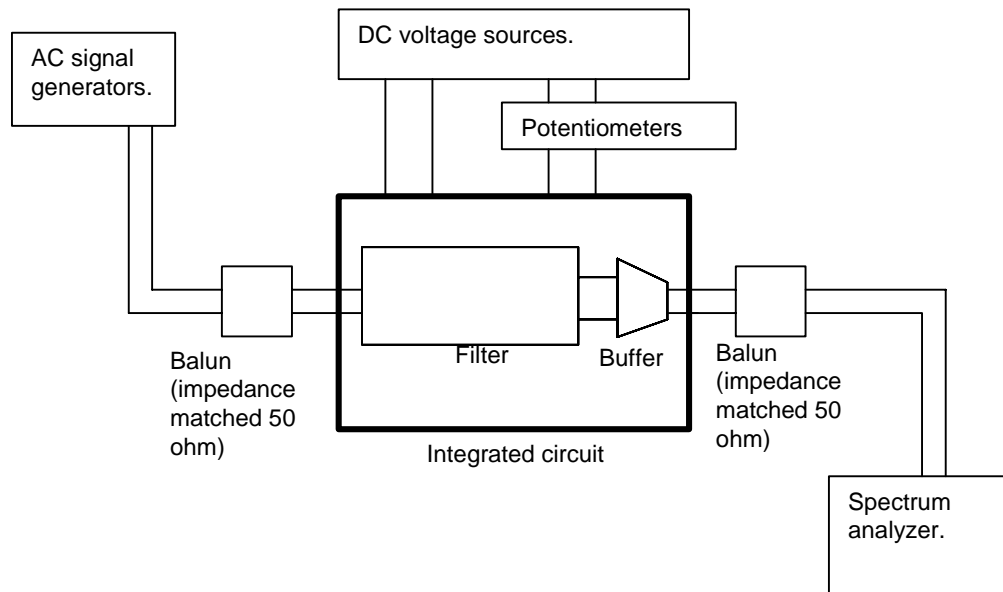 DC voltage sources.
AC signal
generators.
Potentiometers
Filter
Buffer
Balun
(impedance
matched 50
ohm)
Balun
(impedance
matched 50
ohm)
Integrated circuit
Spectrum
analyzer.